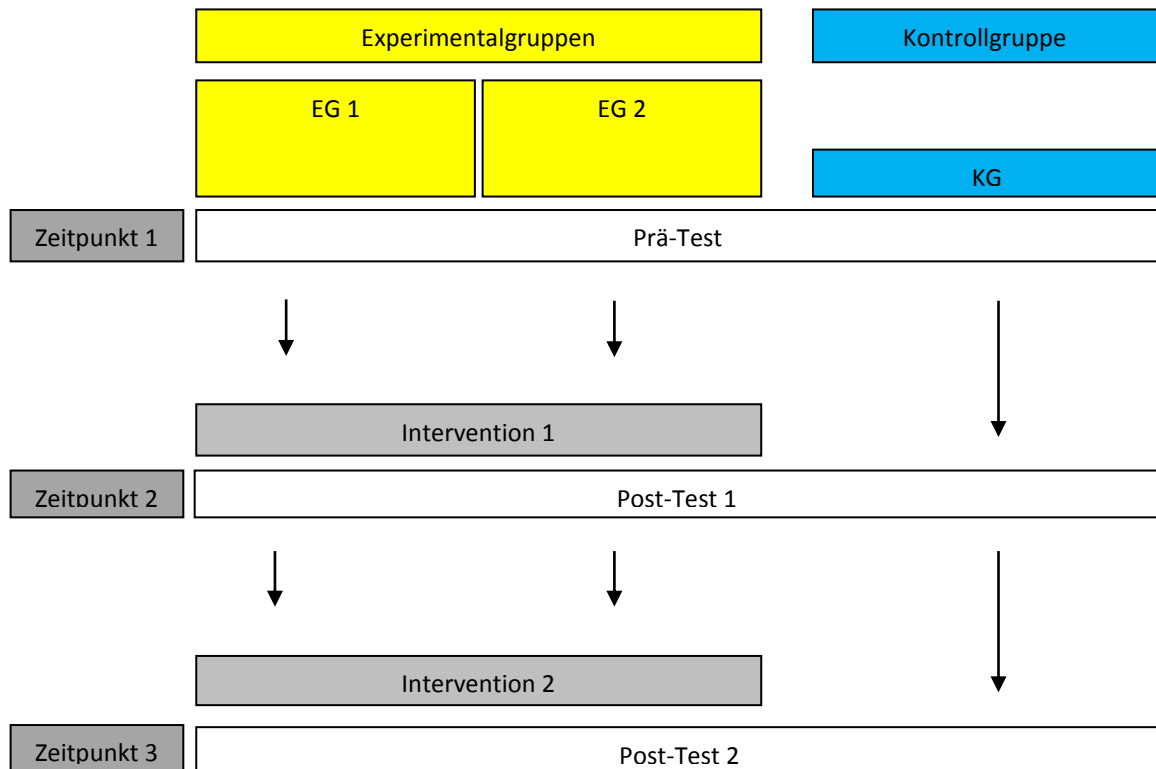 Experimentalgruppen
Kontrollgruppe
EG 1
EG 2
KG
Zeitpunkt 1
Prä-Test
Intervention 1
Zeitpunkt 2
Post-Test 1
Intervention 2
Zeitpunkt 3
Post-Test 2